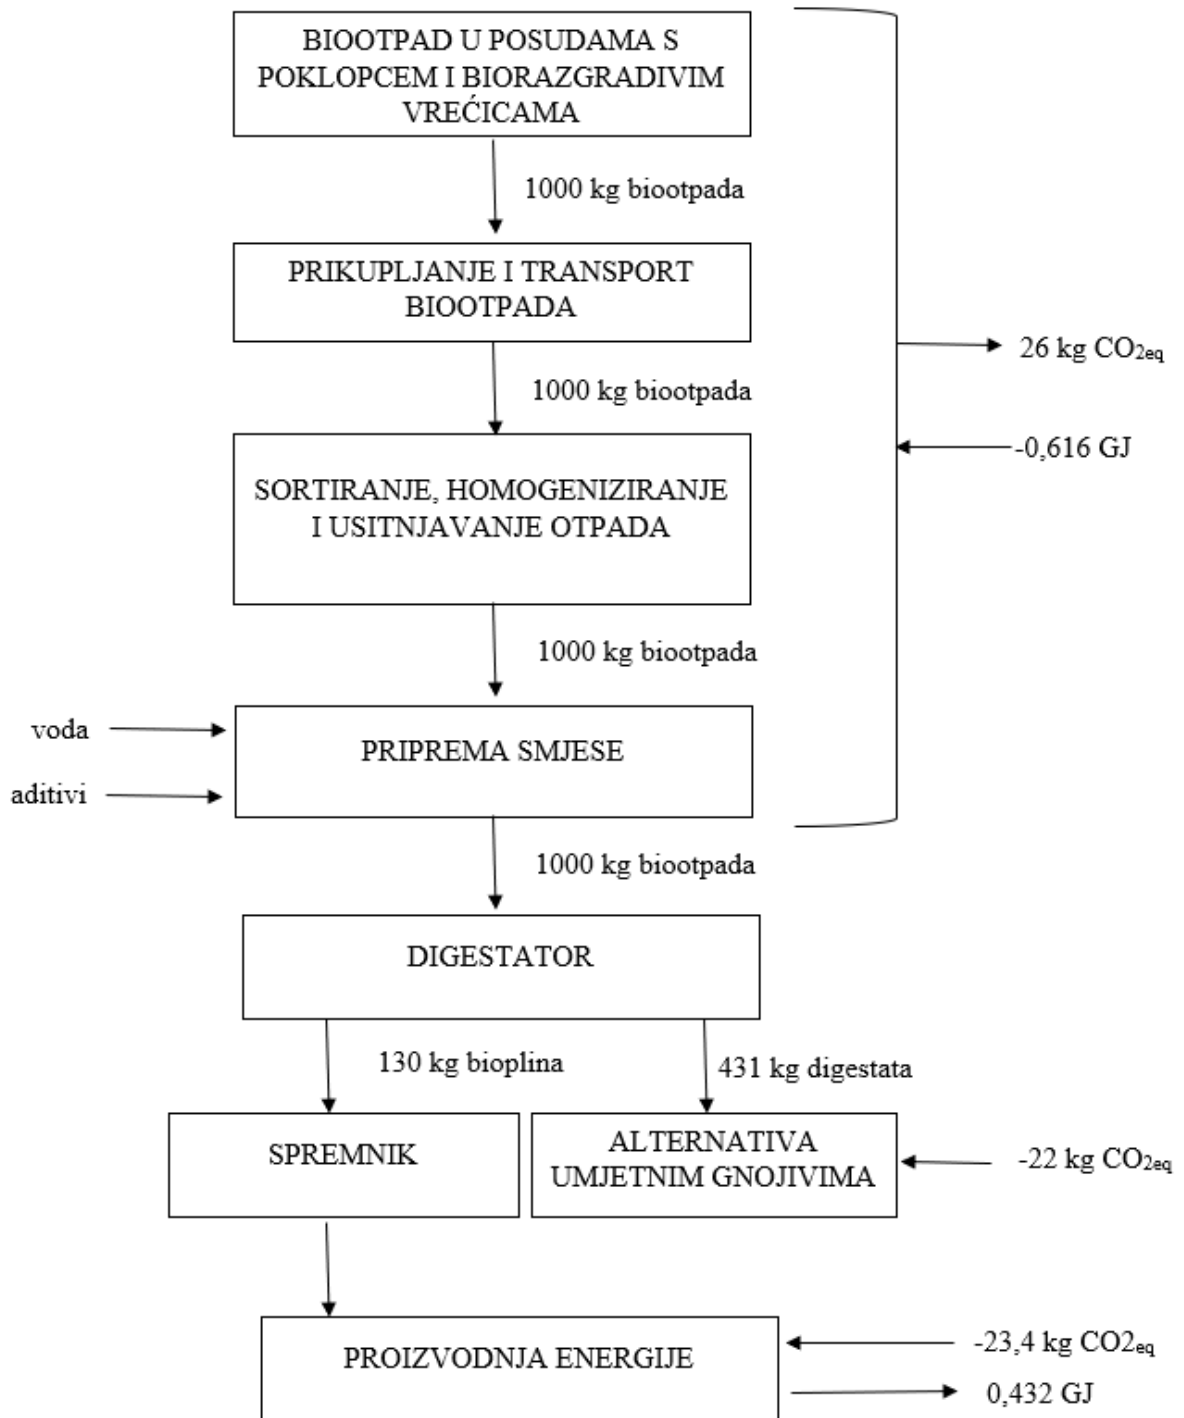 BIOOTPAD U POSUDAMA S
POKLOPCEM I BIORAZGRADIVIM
VREĆICAMA
1000 kg biootpada
PRIKUPLJANJE I TRANSPORT
BIOOTPADA
26 kg CO2eq
1000 kg biootpada
-0,616 GJ
SORTIRANJE, HOMOGENIZIRANJE
I USITNJAVANJE OTPADA
1000 kg biootpada
voda
PRIPREMA SMJESE
aditivi
1000 kg biootpada
DIGESTATOR
130 kg bioplina
431 kg digestata
SPREMNIK
ALTERNATIVA
UMJETNIM GNOJIVIMA
-22 kg CO2eq
PROIZVODNJA ENERGIJE
-23,4 kg CO2eq
0,432 GJ